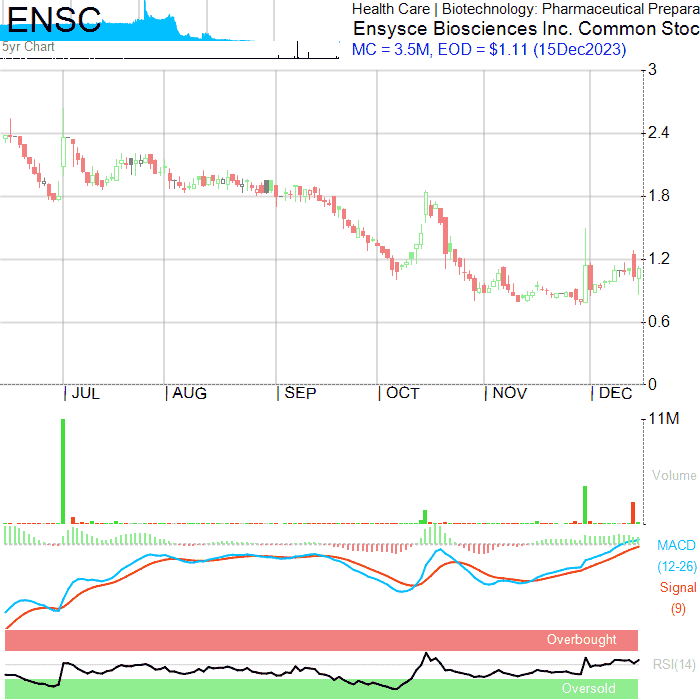 ENSC
5yr Chart
Health Care | Biotechnology: Pharmaceutical Prepara
Ensysce Biosciences Inc. Common Stoc
MC = 3.5M, EOD = $1.11 (15Dec2023)
3
2.4
1.8
1.2
0.6
0
| JUL | AUG | SEP | OCT | NOV | DEC
11M
Volume
MACD
(12-26)
Signal
(9)
Overbought
RSI(14)
Oversold